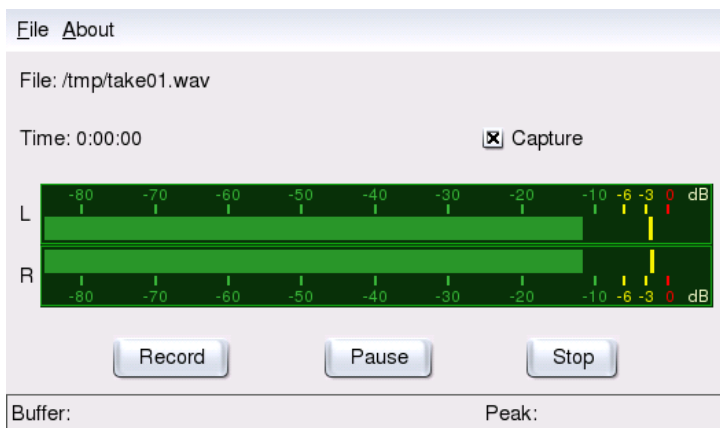 File About
File: /tmp/take01.wav
Time: 0:00:00 Capture
-80 -70 -60 -50 -40 -30 -20 -10 -6 -3 0 dB
L
R
-80 -70 -60 -50 -40 -30 -20 -10 -6 -3 0 dB
Record Pause Stop
Buffer: Peak: